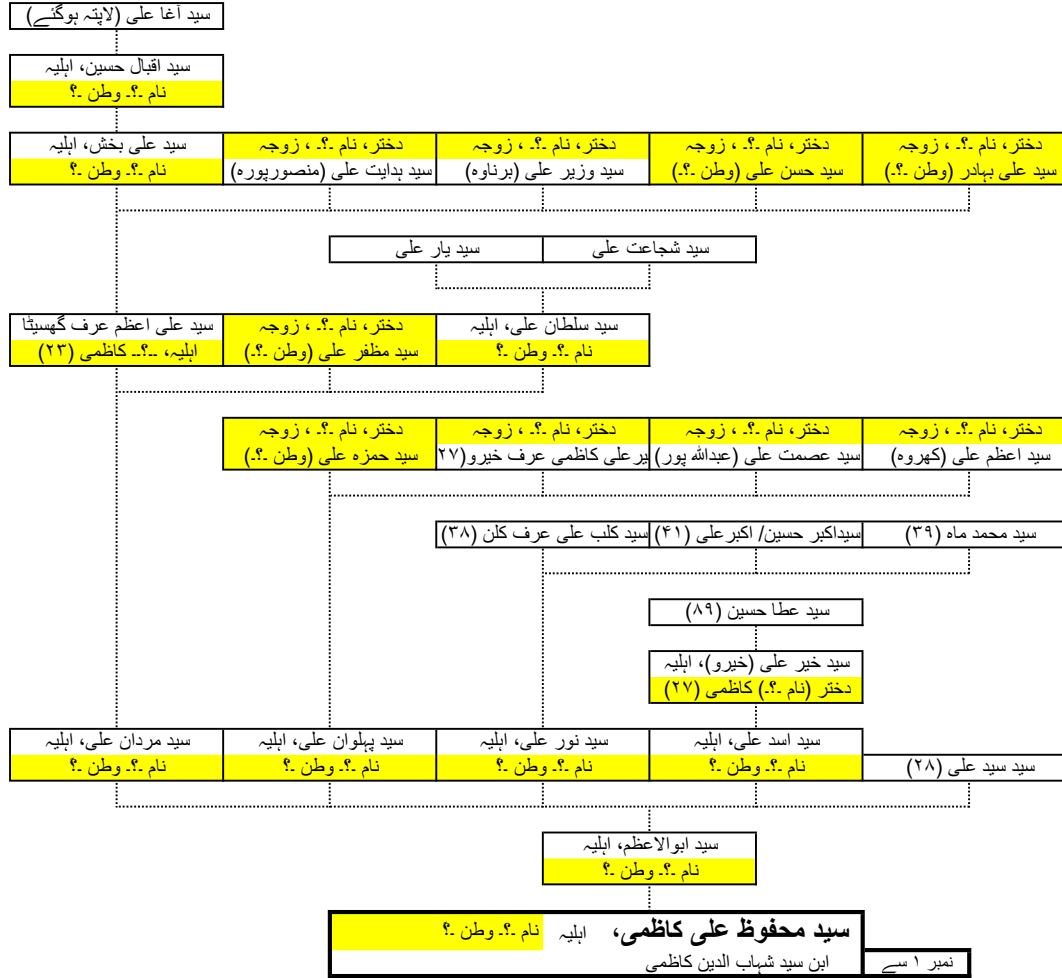 سید آغا علی (لاپتہ ہوگئے)
سید اقبال حسین، اہلیہ
نام ـ؟ـ وطن ـ؟
دختر، نام ـ؟ـ ، زوجہ
سید علی بہادر (وطن ـ؟ـ)
دختر، نام ـ؟ـ ، زوجہ
سید حسن علی (وطن ـ؟ـ)
دختر، نام ـ؟ـ ، زوجہ
سید وزیر علی (برناوہ)
دختر، نام ـ؟ـ ، زوجہ
سید ہدایت علی (منصورپورہ)
سید علی بخش، اہلیہ
نام ـ؟ـ وطن ـ؟
سید شجاعت علی
سید یار علی
سید سلطان علی، اہلیہ
نام ـ؟ـ وطن ـ؟
دختر، نام ـ؟ـ ، زوجہ
سید مظفر علی (وطن ـ؟ـ)
سید علی اعظم عرف گھسیٹا
اہلیہ، ـــ؟ــ کاظمی (۲۳)
دختر، نام ـ؟ـ ، زوجہ
سید اعظم علی (کھروہ)
دختر، نام ـ؟ـ ، زوجہ
سید عصمت علی (عبداللہ پور)
دختر، نام ـ؟ـ ، زوجہ
یرعلی کاظمی عرف خیرو(۲۷
دختر، نام ـ؟ـ ، زوجہ
سید حمزہ علی (وطن ـ؟ـ)
سید محمد ماہ (۳۹)
سیداکبر حسین/ اکبرعلی (۴۱)
سید کلب علی عرف کلن (۳۸)
سید عطا حسین (۸۹)
سید خیر علی (خیرو)، اہلیہ
دختر (نام ـ؟ـ) کاظمی (۲۷)
سید سید علی (۲۸)
سید اسد علی، اہلیہ
نام ـ؟ـ وطن ـ؟
سید نور علی، اہلیہ
نام ـ؟ـ وطن ـ؟
سید پہلوان علی، اہلیہ
نام ـ؟ـ وطن ـ؟
سید مردان علی، اہلیہ
نام ـ؟ـ وطن ـ؟
سید ابوالاعظم، اہلیہ
نام ـ؟ـ وطن ـ؟
سید محفوظ علی کاظمی، اہلیہ نام ـ؟ـ وطن ـ؟
نمبر ۱ سے ابن سید شہاب الدین کاظمی